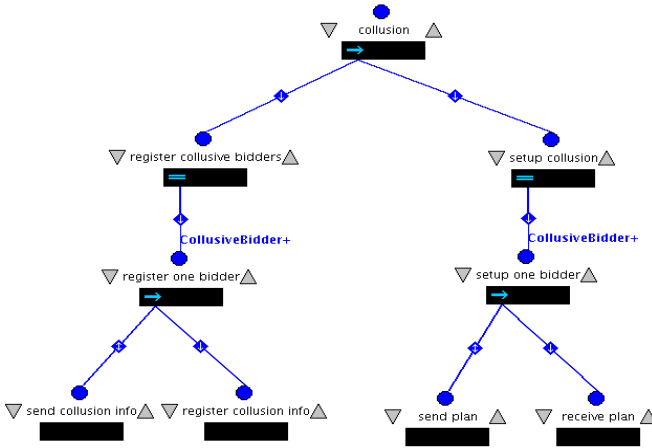 collusion
register collusive bidders
setup collusion
CollusiveBidder+
CollusiveBidder+
register one bidder
setup one bidder
send collusion info
register collusion info
send plan
receive plan